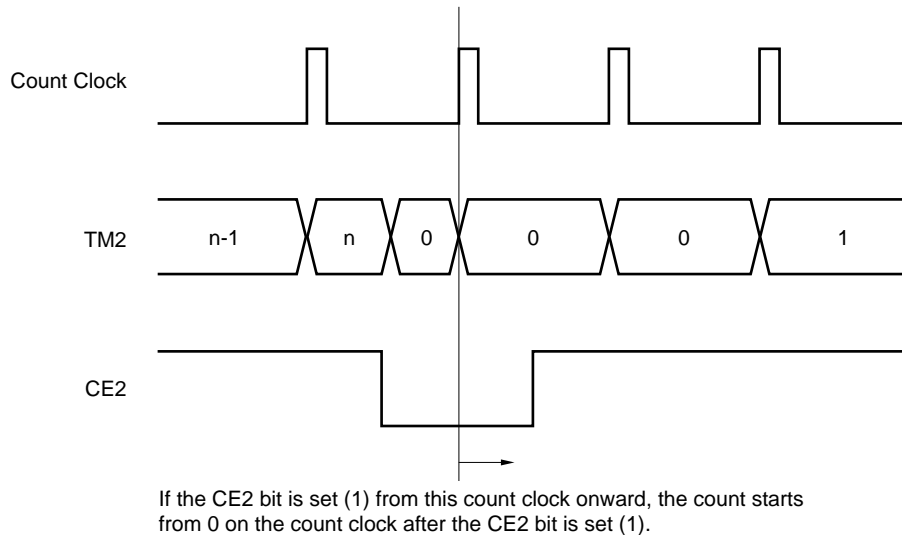 Count Clock
TM2
n-1
n
0
0
0
1
CE2
If the CE2 bit is set (1) from this count clock onward, the count starts
from 0 on the count clock after the CE2 bit is set (1).